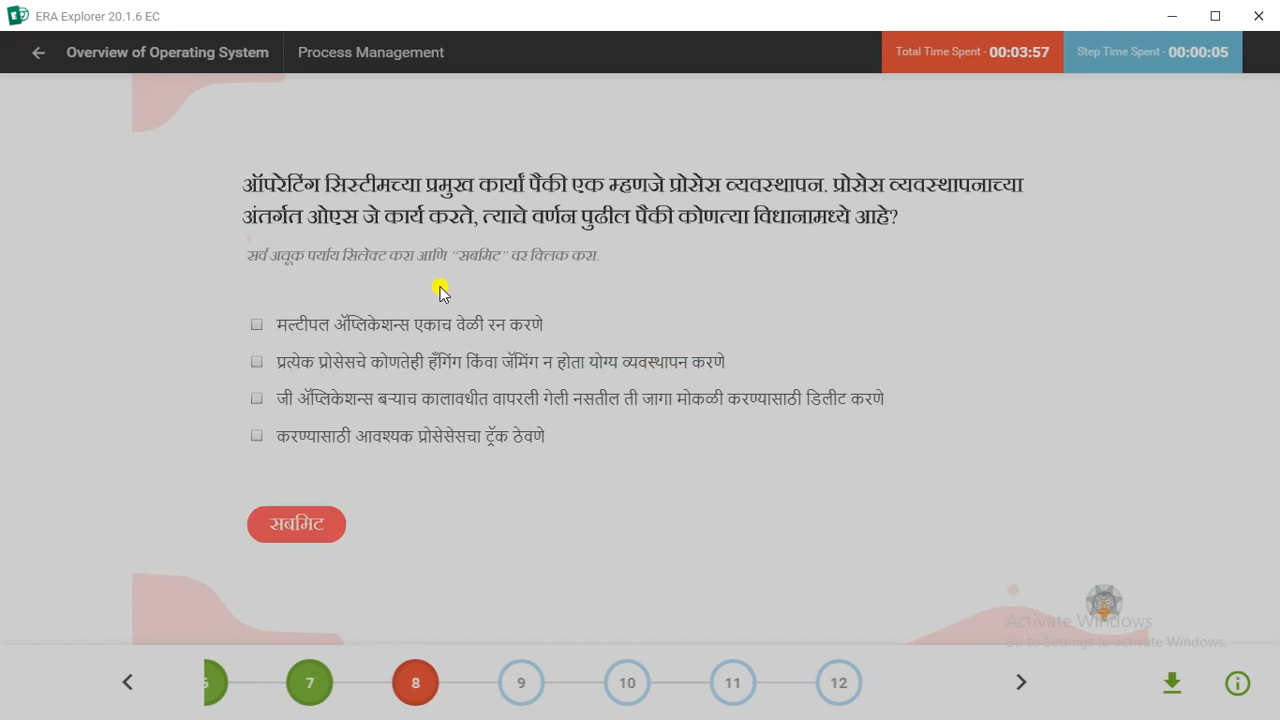 ERA Explorer 20.1.6 EC
Overview of Operating System
Process Management
Total Time Spent - 00:03:57
Step Time Spent - 00:00:05
ऑपरेटिंग सिस्टीमच्या प्रमुख कार्यां पैकी एक म्हणजे प्रोसेस व्यवस्थापन. प्रोसेस व्यवस्थापनाच्या
अंतर्गत ओएस जे कार्य करते, त्याचे वर्णन पुढील पैकी कोणत्या विधानामध्ये आहे?
सर्व अचूक पर्याय सिलेक्ट करा आणि "सबमिट" वर क्लिक करा.
मल्टीपल ॲप्लिकेशन्स एकाच वेळी रन करणे
प्रत्येक प्रोसेसचे कोणतेही हँगिंग किंवा जॅमिंग न होता योग्य व्यवस्थापन करणे
जी ॲप्लिकेशन्स बऱ्याच कालावधीत वापरली गेली नसतील ती जागा मोकळी करण्यासाठी डिलीट करणे
करण्यासाठी आवश्यक प्रोसेसेसचा ट्रॅक ठेवणे
सबमिट
Activate Windows
Go to Settings to activate Windows.
6 7 8 9 10 11 12